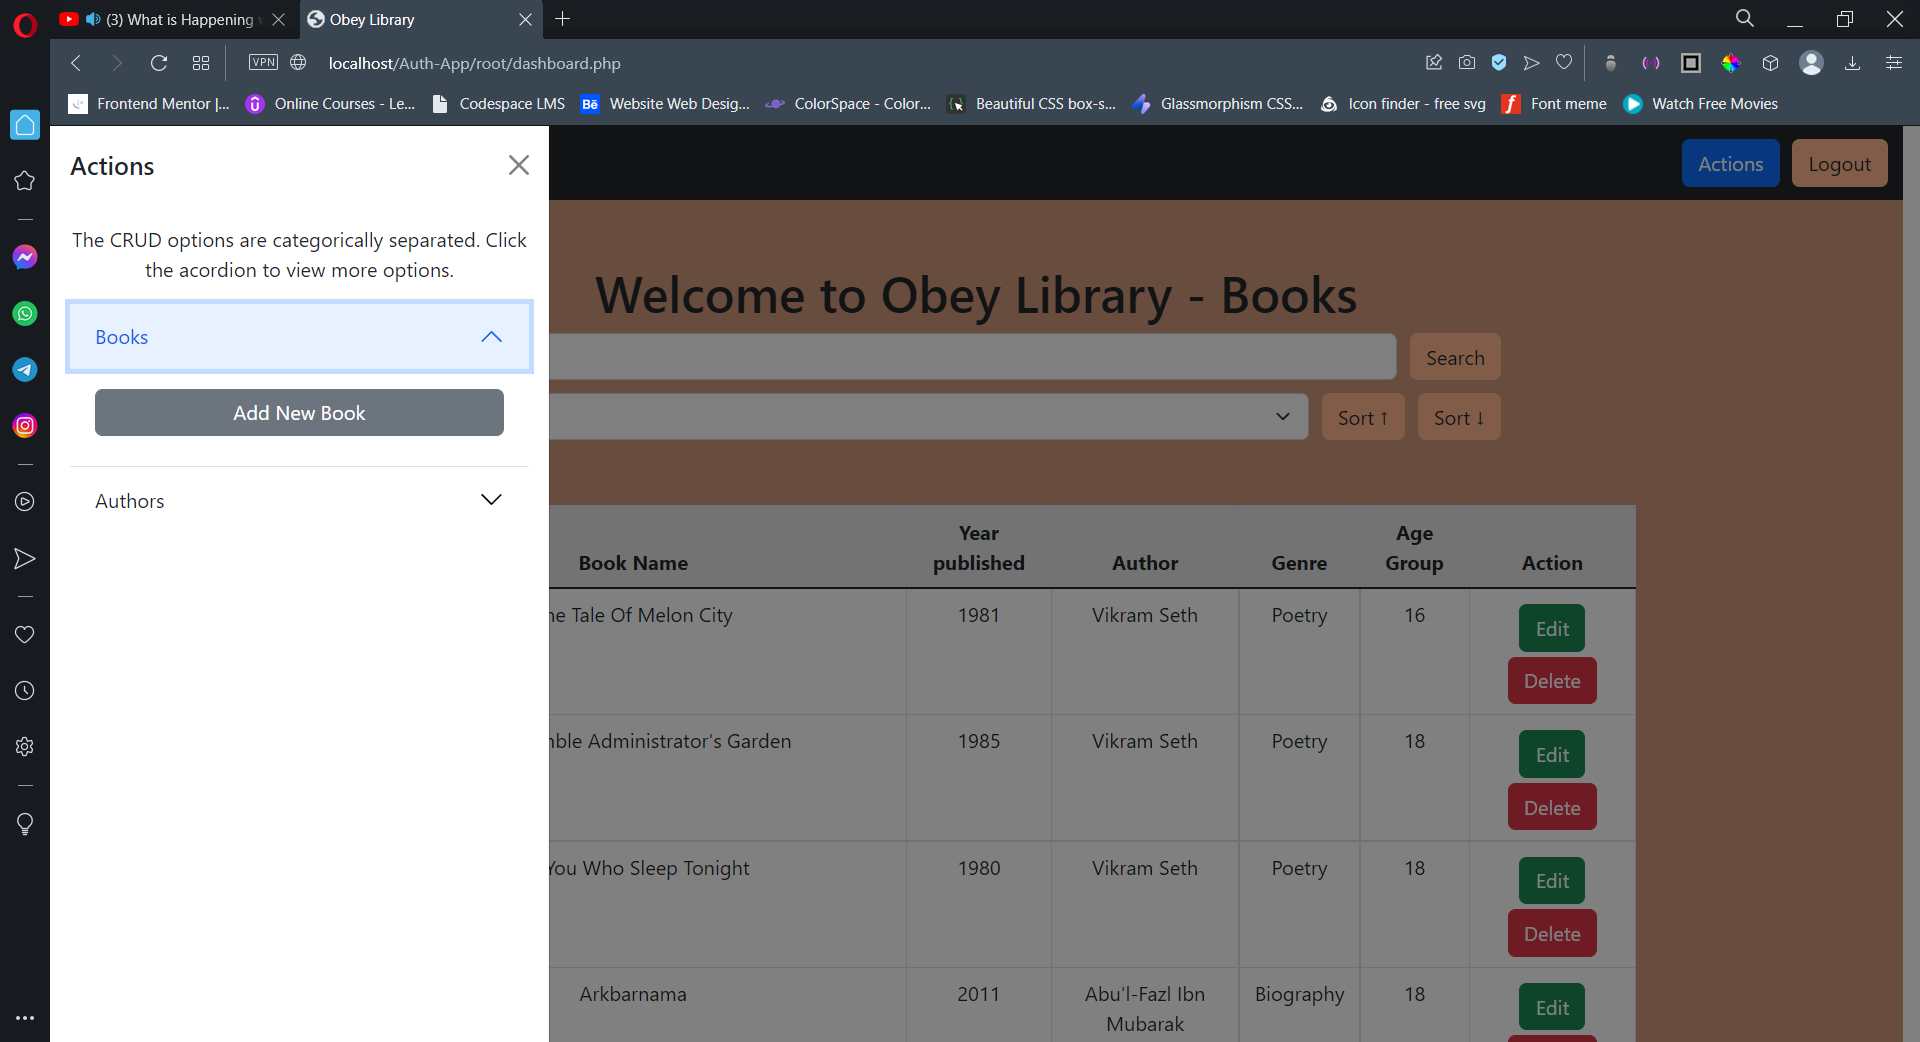 (3) What is Happening
Obey Library
VPN
localhost/Auth-App/root/dashboard.php
Frontend Mentor |...
Online Courses - Le...
Codespace LMS
Bē Website Web Desig...
ColorSpace - Color...
Beautiful CSS box-s...
Glassmorphism CSS...
Icon finder - free svg
f Font meme
Watch Free Movies
Actions
The CRUD options are categorically separated. Click
the acordion to view more options.
Books
Add New Book
Authors
Actions
Logout
Welcome to Obey Library - Books
Search
Sort ↑
Sort ↓
Book Name
Year
published
Author
Genre
Age
Group
Action
he Tale Of Melon City
1981
Vikram Seth
Poetry
16
Edit
Delete
mble Administrator's Garden
1985
Vikram Seth
Poetry
18
Edit
Delete
You Who Sleep Tonight
1980
Vikram Seth
Poetry
18
Edit
Delete
Arkbarnama
2011
Abu'l-Fazl Ibn
Mubarak
Biography
18
Edit